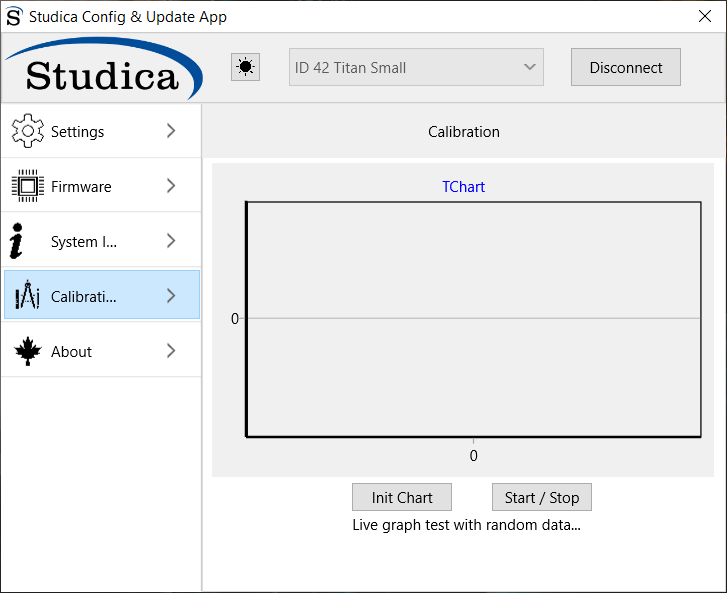 Studica Config & Update App
Studica
ID 42 Titan Small
Disconnect
Settings
Firmware
System I...
Calibrati...
About
Calibration
TChart
0
0
Init Chart
Start / Stop
Live graph test with random data...